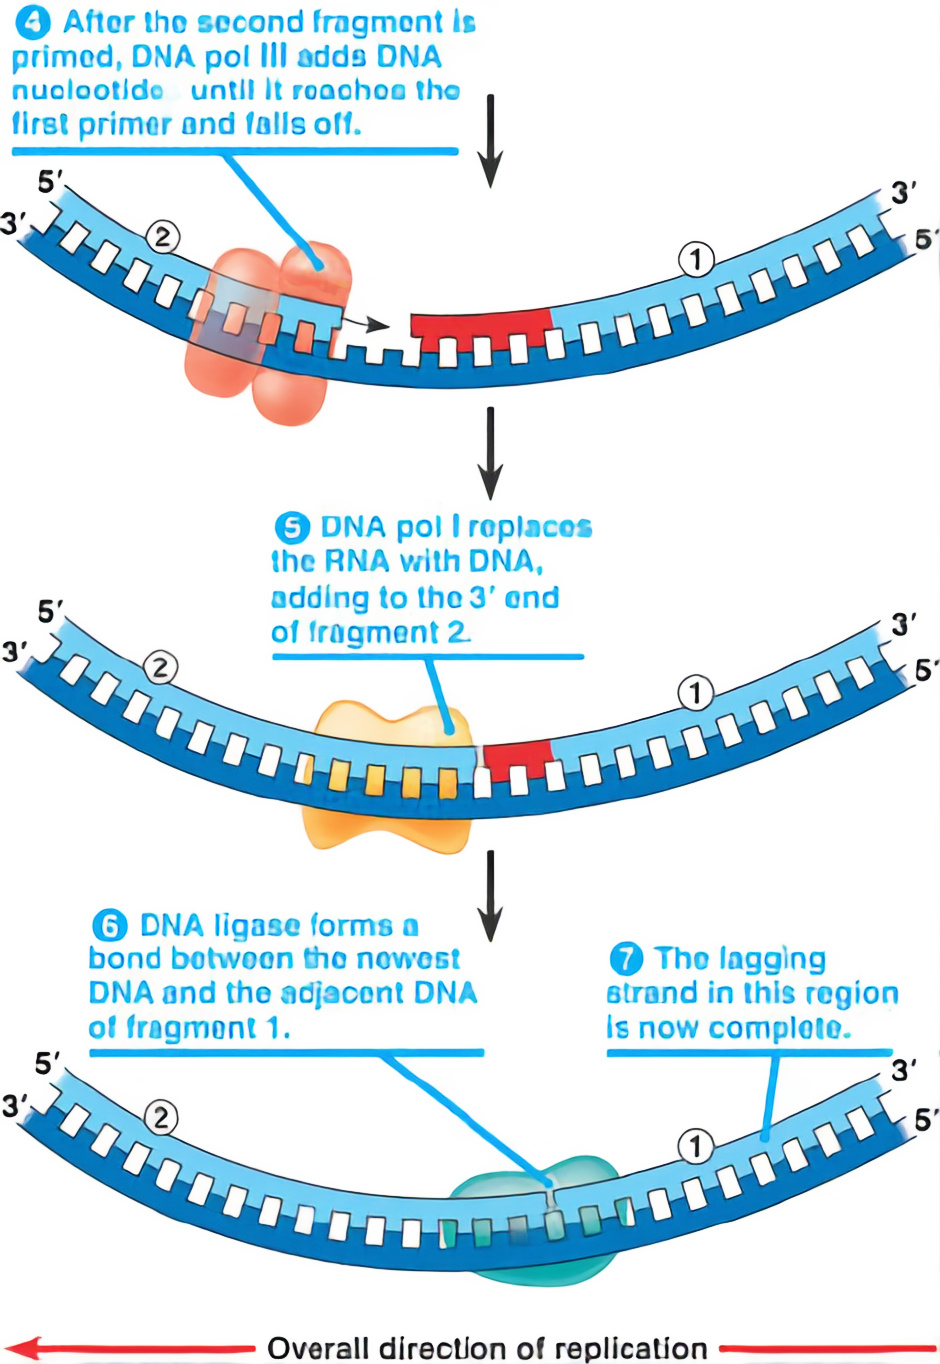 4 After the second fragment is
primed, DNA pol III adds DNA
nucleotide until it reaches the
first primer and falls off.
5′
3′
2
1
3′
5′
5 DNA pol I replaces
the RNA with DNA,
adding to the 3′ end
of fragment 2.
5′
3′
2
1
3′
5′
6 DNA ligase forms a
bond between the newest
DNA and the adjacent DNA
of fragment 1.
7 The lagging
strand in this region
is now complete.
5′
3′
2
1
3′
5′
Overall direction of replication